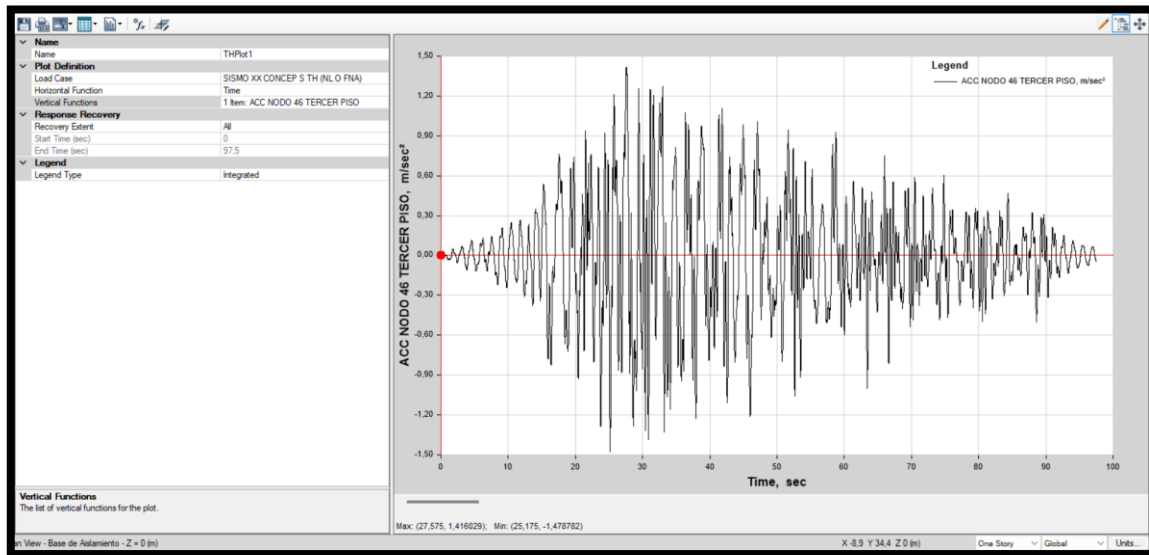 Name
Name THPlot1
Plot Definition
Load Case SISMO XX CONCEP S TH (NL O FNA)
Horizontal Function Time
Vertical Functions 1 Item: ACC NODO 46 TERCER PISO
Response Recovery
Recovery Extent All
Start Time (sec) 0
End Time (sec) 97,5
Legend
Legend Type Integrated
Vertical Functions
The list of vertical functions for the plot.
Legend
ACC NODO 46 TERCER PISO, m/sec²
ACC NODO 46 TERCER PISO, m/sec²
1,50
1,20
0,90
0,60
0,30
0,00
-0,30
-0,60
-0,90
-1,20
-1,50
0 10 20 30 40 50 60 70 80 90 100
Time, sec
Max: (27,575, 1,416029); Min: (25,175, -1,478782)
an View - Base de Aislamiento - Z = 0 (m) X -8,9 Y 34,4 Z 0 (m) One Story Global Units...